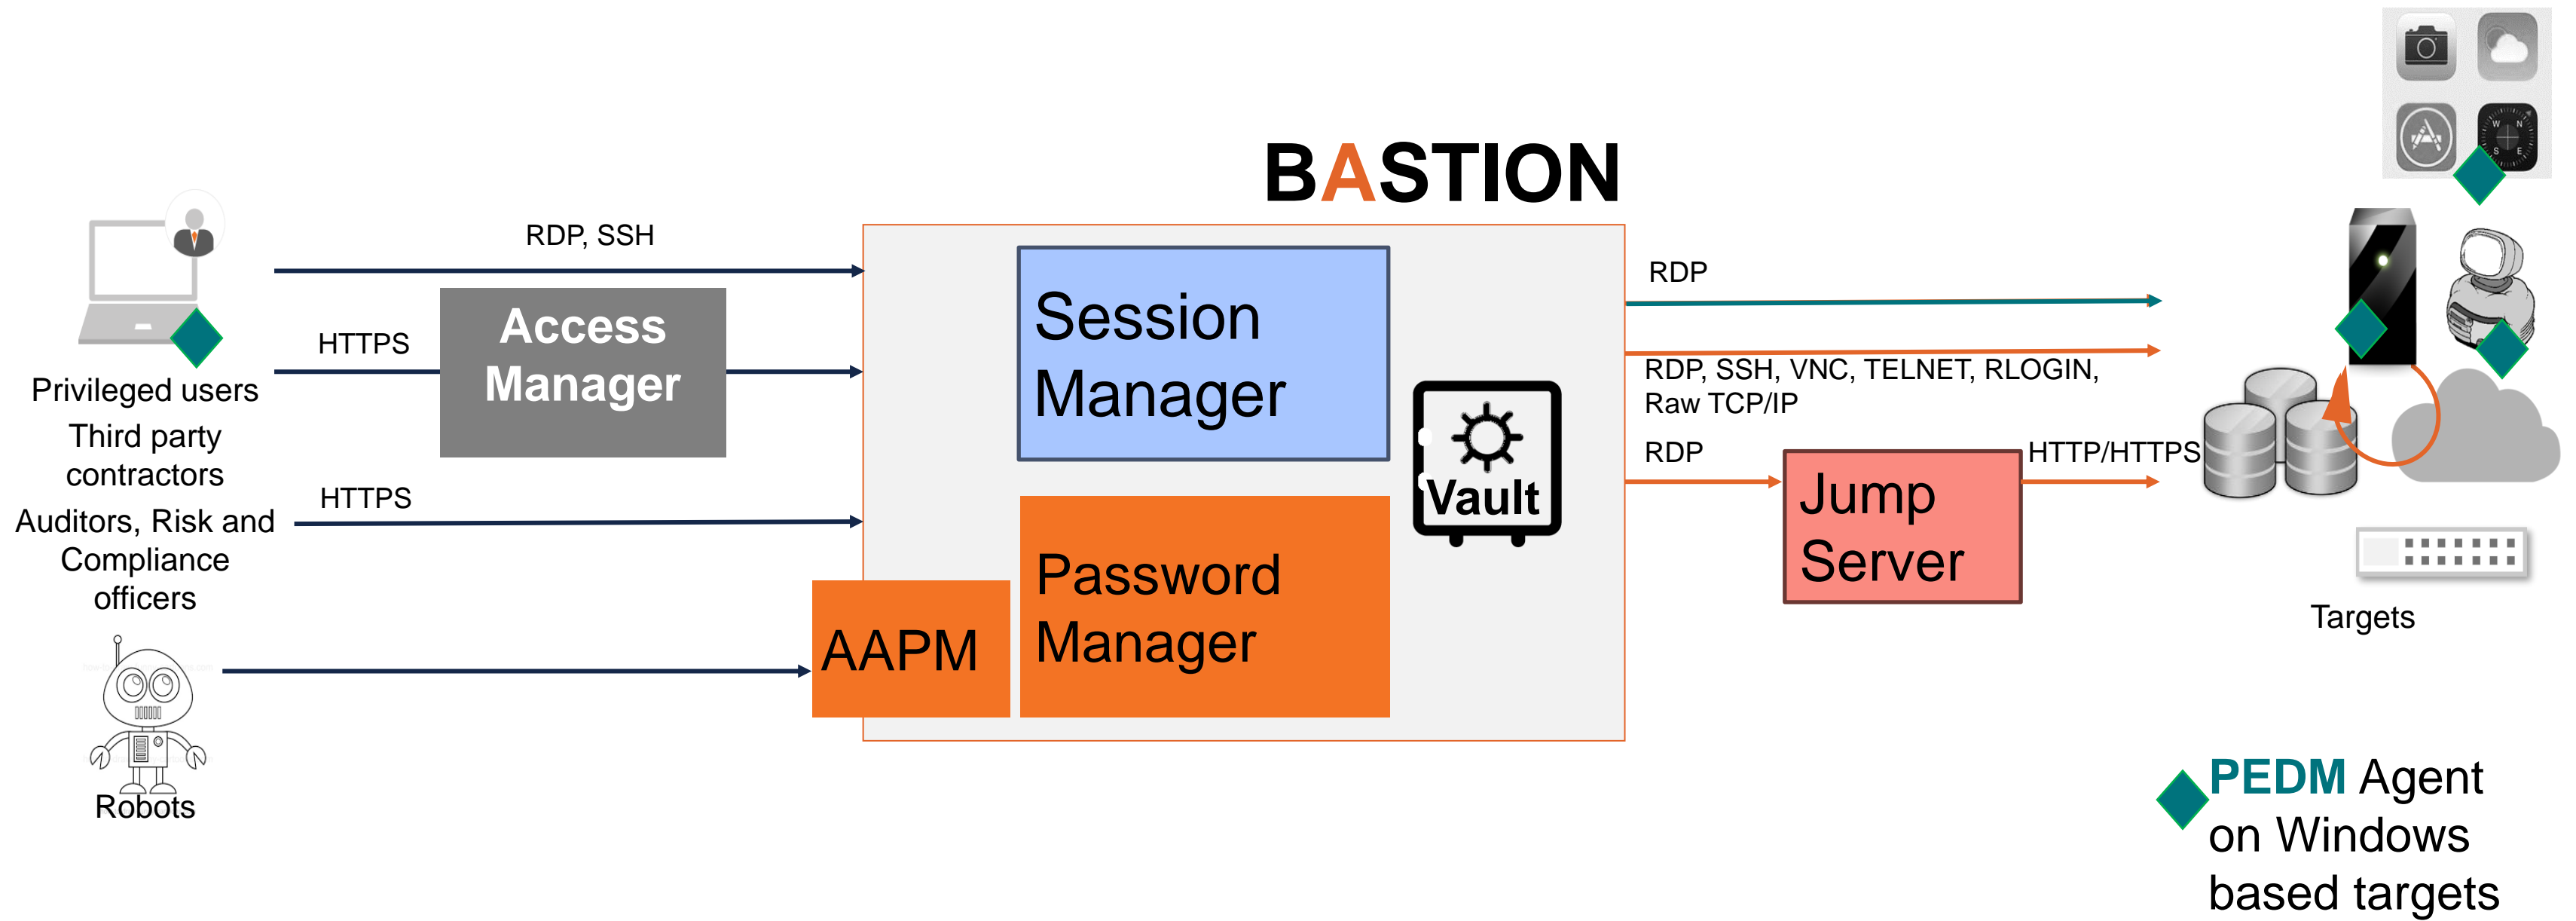 BASTION
RDP, SSH
HTTPS
Access
Manager
Privileged users
Third party
contractors
HTTPS
Auditors, Risk and
Compliance
officers
Robots
AAPM
Session
Manager
Password
Manager
Vault
RDP
RDP, SSH, VNC, TELNET, RLOGIN,
Raw TCP/IP
RDP
Jump
Server
HTTP/HTTPS
W N
S E
Targets
PEDM Agent
on Windows
based targets